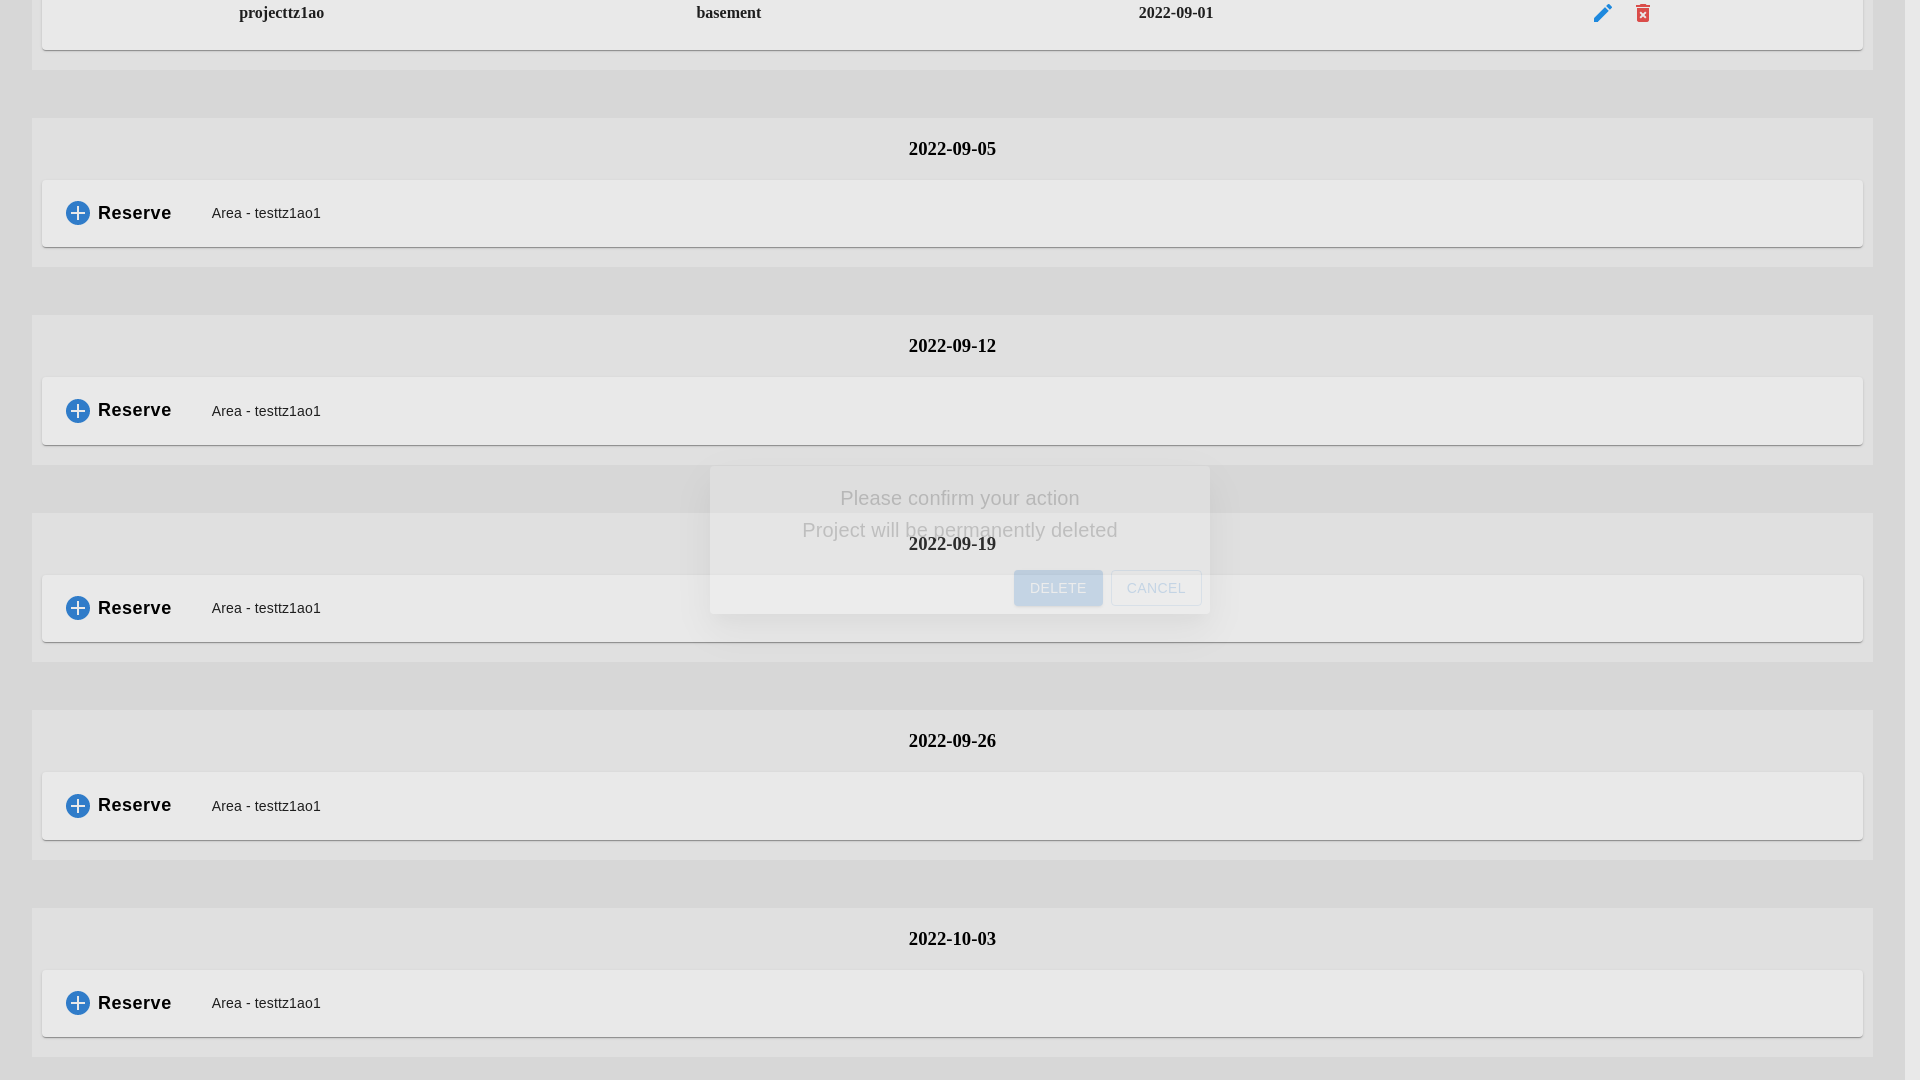 projecttz1ao basement 2022-09-01
2022-09-05
Reserve Area - testtz1ao1
2022-09-12
Reserve Area - testtz1ao1
Please confirm your action
Project will be permanently deleted
2022-09-19
DELETE CANCEL
Reserve Area - testtz1ao1
2022-09-26
Reserve Area - testtz1ao1
2022-10-03
Reserve Area - testtz1ao1